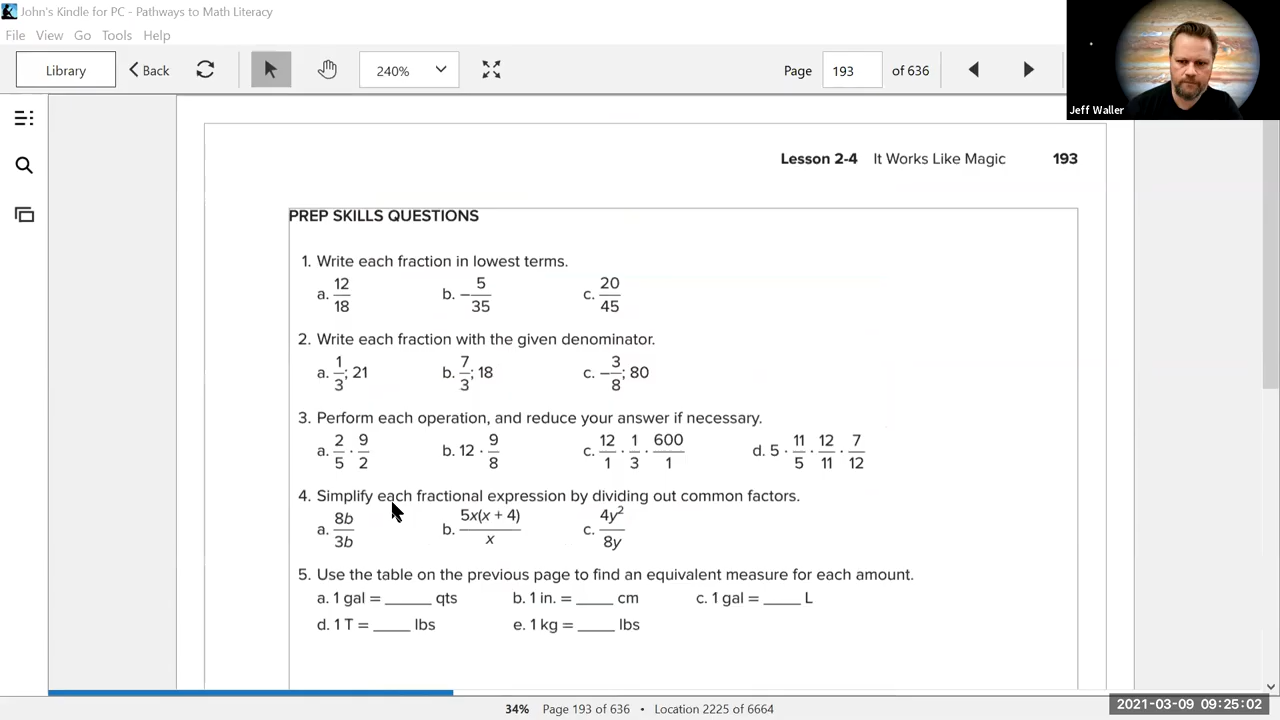 John's Kindle for PC - Pathways to Math Literacy
File View Go Tools Help
Library Back 240% Page 193 of 636
Jeff Waller
Lesson 2-4 It Works Like Magic 193
PREP SKILLS QUESTIONS
1. Write each fraction in lowest terms.
a. 12/18 b. −5/35 c. 20/45
2. Write each fraction with the given denominator.
a. 1/3; 21 b. 7/3; 18 c. −3/8; 80
3. Perform each operation, and reduce your answer if necessary.
a. 2/5 · 9/2 b. 12 · 9/8 c. 12/1 · 1/3 · 600/1 d. 5 · 11/5 · 12/11 · 7/12
4. Simplify each fractional expression by dividing out common factors.
a. 8b/3b b. 5x(x + 4)/x c. 4y²/8y
5. Use the table on the previous page to find an equivalent measure for each amount.
a. 1 gal = _____ qts b. 1 in. = ____ cm c. 1 gal = ____ L
d. 1 T = ____ lbs e. 1 kg = ____ lbs
34% Page 193 of 636 • Location 2225 of 6664
2021-03-09 09:25:02